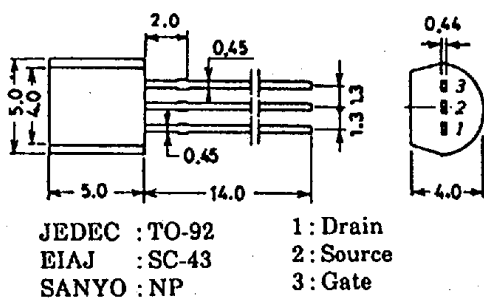 2.0
0.45
0.44
5.0
4.0
1.3
1.3
3
2
1
0.45
5.0
14.0
4.0
JEDEC : TO-92
EIAJ : SC-43
SANYO : NP
1 : Drain
2 : Source
3 : Gate